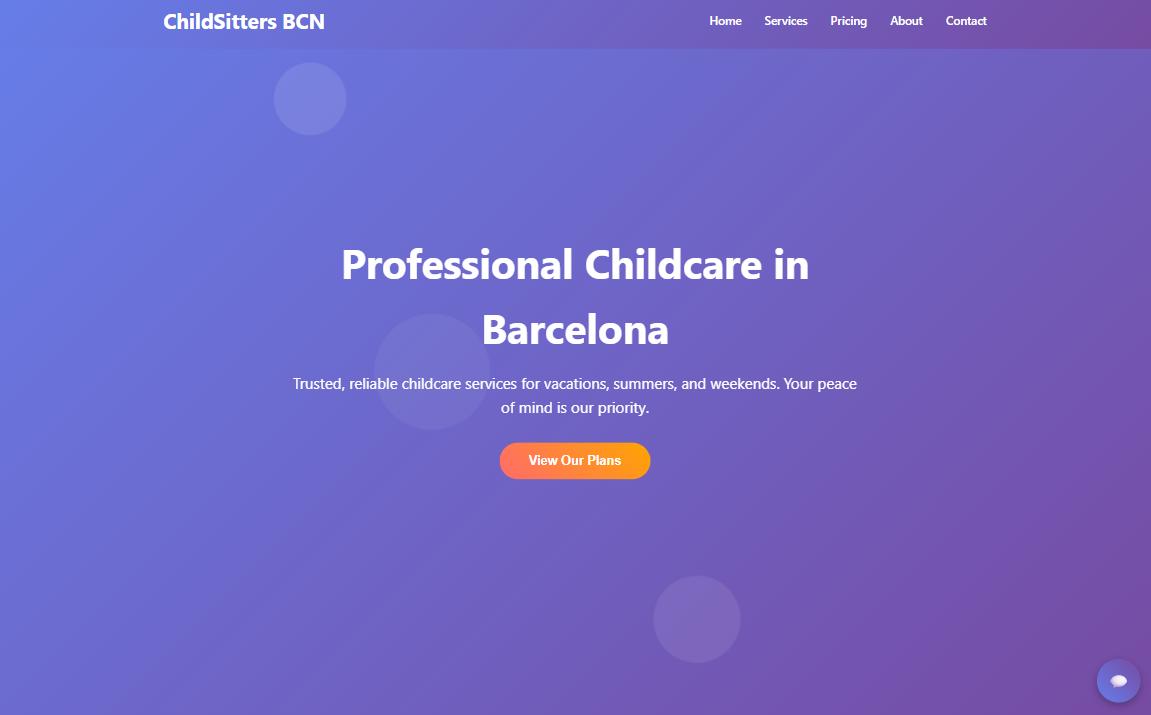 ChildSitters BCN
Home Services Pricing About Contact
Professional Childcare in
Barcelona
Trusted, reliable childcare services for vacations, summers, and weekends. Your peace
of mind is our priority.
View Our Plans